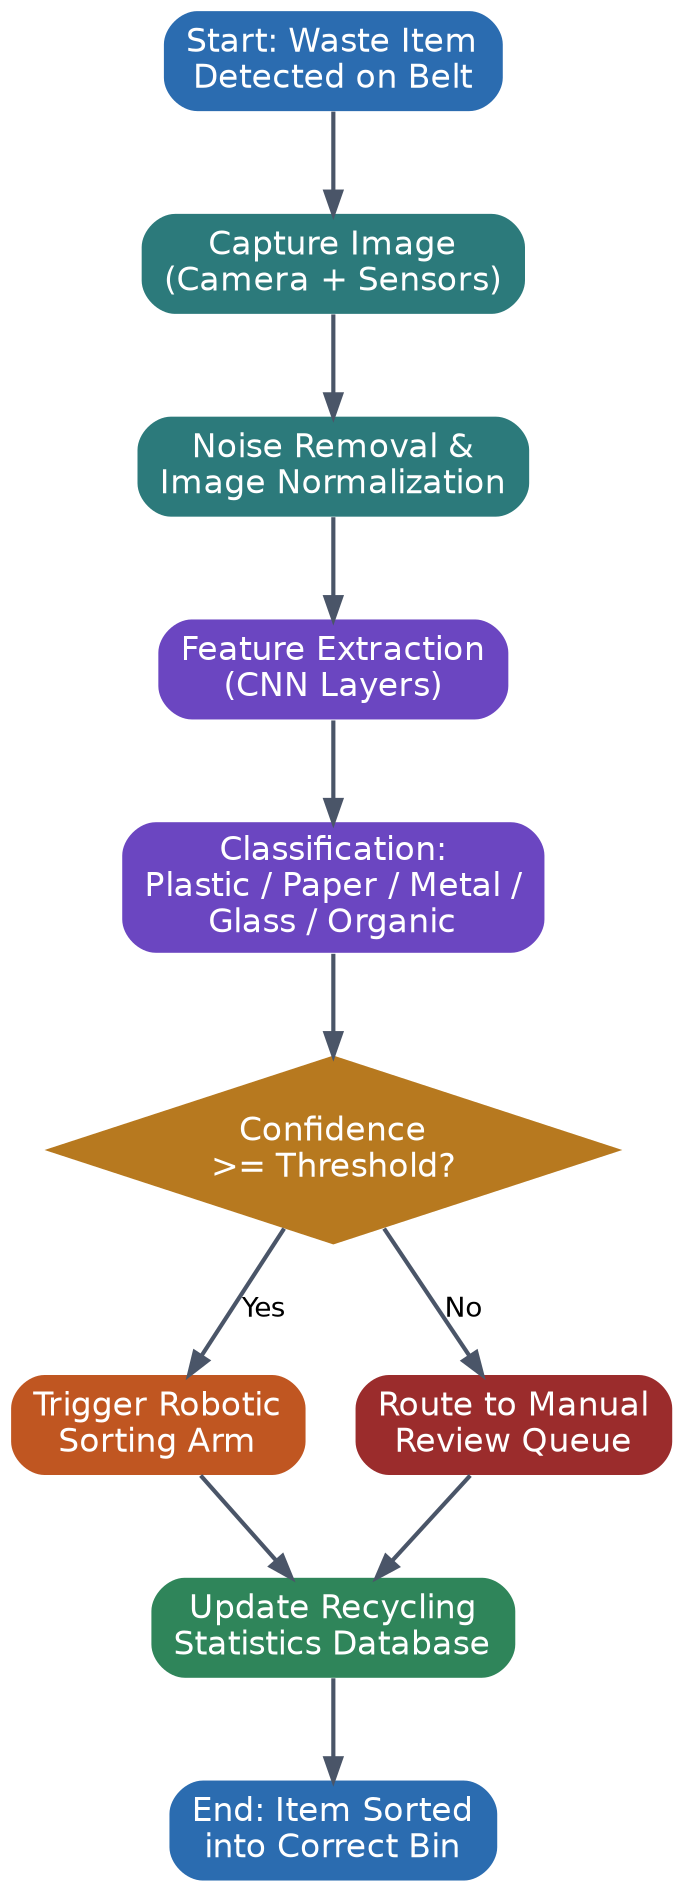 Start: Waste Item
Detected on Belt
Capture Image
(Camera + Sensors)
Noise Removal &
Image Normalization
Feature Extraction
(CNN Layers)
Classification:
Plastic / Paper / Metal /
Glass / Organic
Confidence
>= Threshold?
Yes
No
Trigger Robotic
Sorting Arm
Route to Manual
Review Queue
Update Recycling
Statistics Database
End: Item Sorted
into Correct Bin